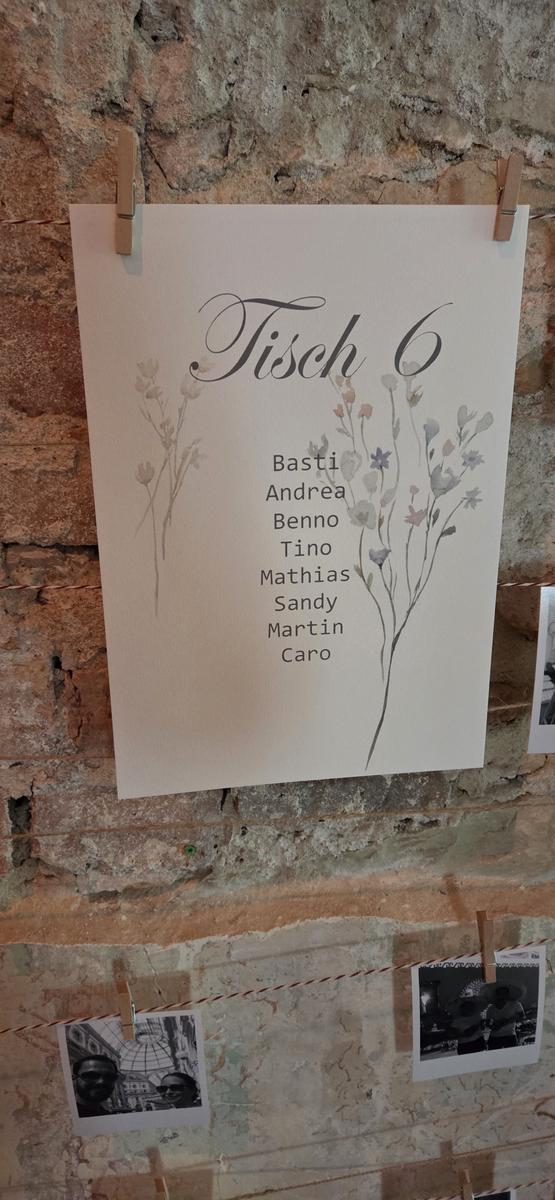 Tisch 6
Basti
Andrea
Benno
Tino
Mathias
Sandy
Martin
Caro